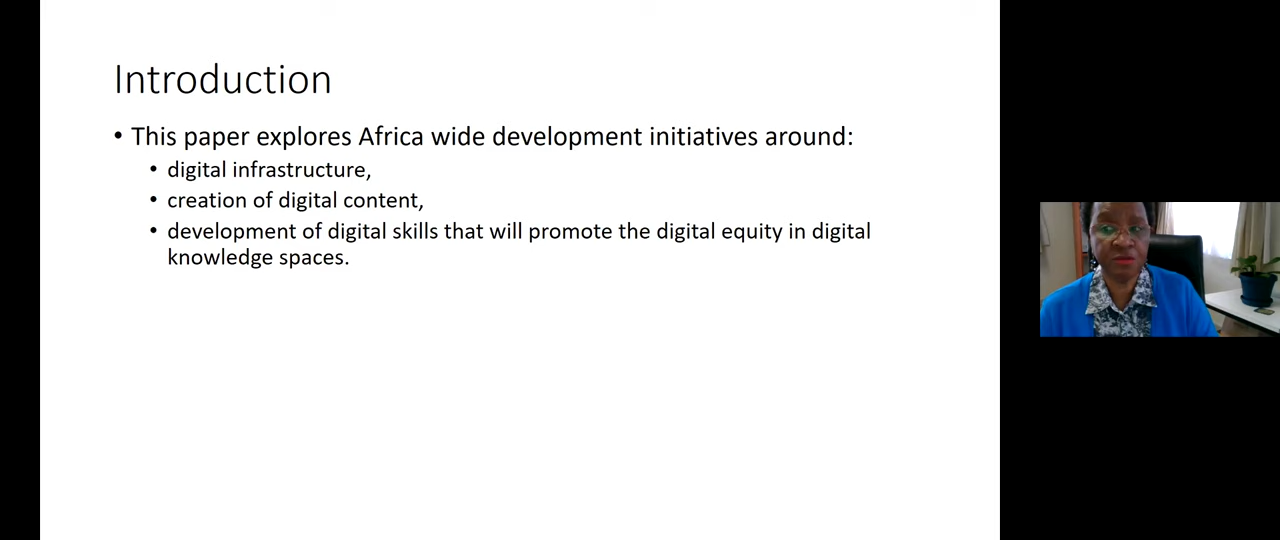 Introduction
• This paper explores Africa wide development initiatives around:
• digital infrastructure,
• creation of digital content,
• development of digital skills that will promote the digital equity in digital
knowledge spaces.